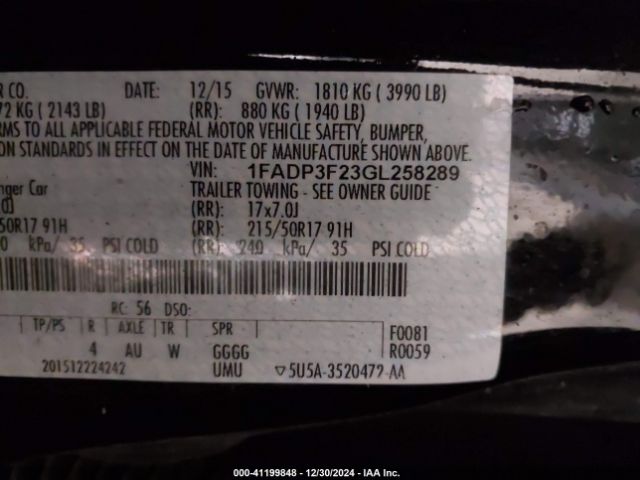 R CO. DATE: 12/15 GVWR: 1810 KG ( 3990 LB)
72 KG ( 2143 LB) (RR): 880 KG ( 1940 LB)
RMS TO ALL APPLICABLE FEDERAL MOTOR VEHICLE SAFETY, BUMPER,
ON STANDARDS IN EFFECT ON THE DATE OF MANUFACTURE SHOWN ABOVE.
VIN: 1FADP3F23GL258289
nger Car TRAILER TOWING - SEE OWNER GUIDE
.0J (RR): 17x7.0J
50R17 91H (RR): 215/50R17 91H
0 kPa/ 35 PSI COLD (RR) 240 kPa/ 35 PSI COLD
RC: 56 DSO:
TP/PS R AXLE TR SPR F0081
4 AU W GGGG R0059
201512224242 UMU ▽5U5A-3520472-AA
000-41199848 - 12/30/2024 - IAA Inc.